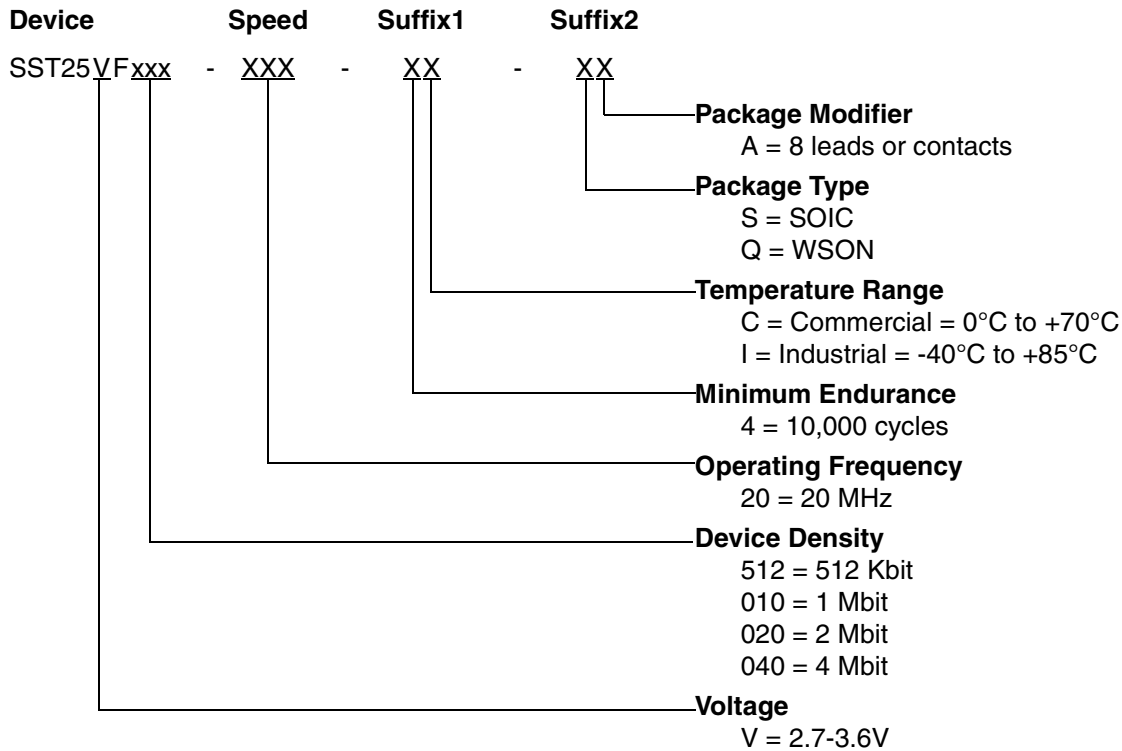 Device Speed Suffix1 Suffix2
SST25VFxxx - XXX - XX - XX
Package Modifier
A = 8 leads or contacts
Package Type
S = SOIC
Q = WSON
Temperature Range
C = Commercial = 0°C to +70°C
I = Industrial = -40°C to +85°C
Minimum Endurance
4 = 10,000 cycles
Operating Frequency
20 = 20 MHz
Device Density
512 = 512 Kbit
010 = 1 Mbit
020 = 2 Mbit
040 = 4 Mbit
Voltage
V = 2.7-3.6V